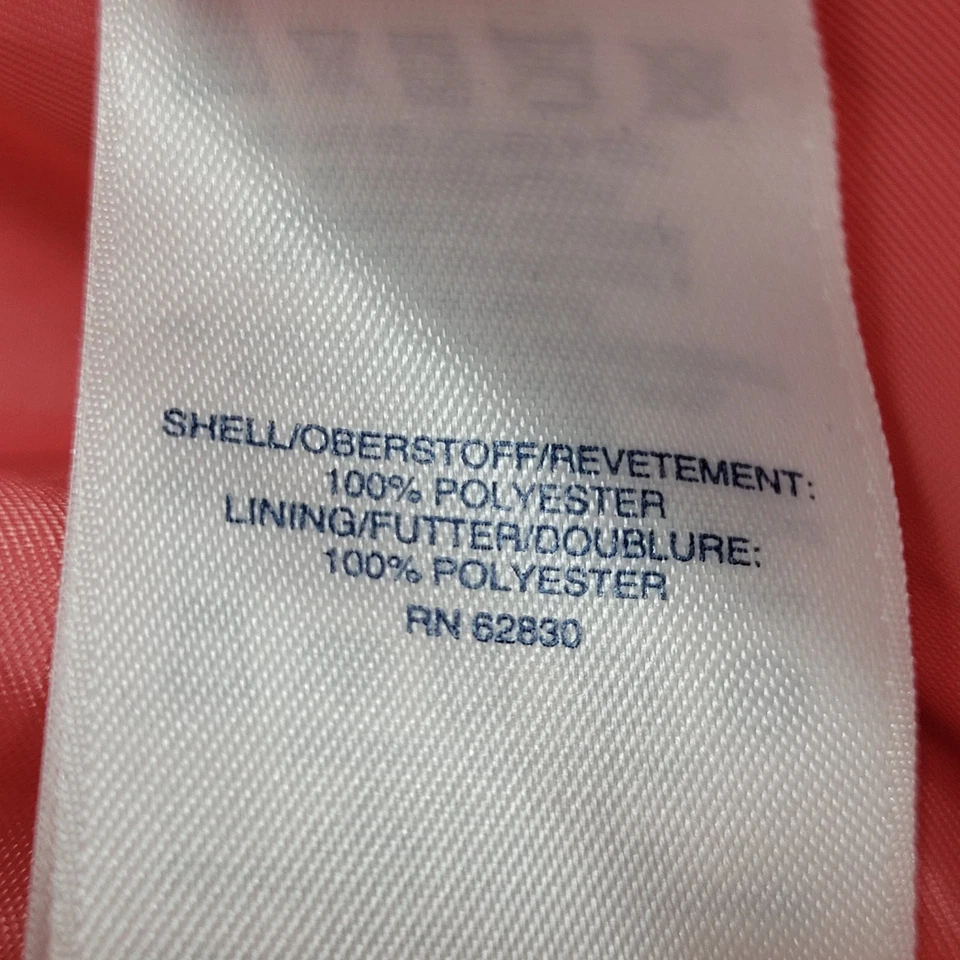 SHELL/OBERSTOFF/REVETEMENT:
100% POLYESTER
LINING/FUTTER/DOUBLURE:
100% POLYESTER
RN 62830